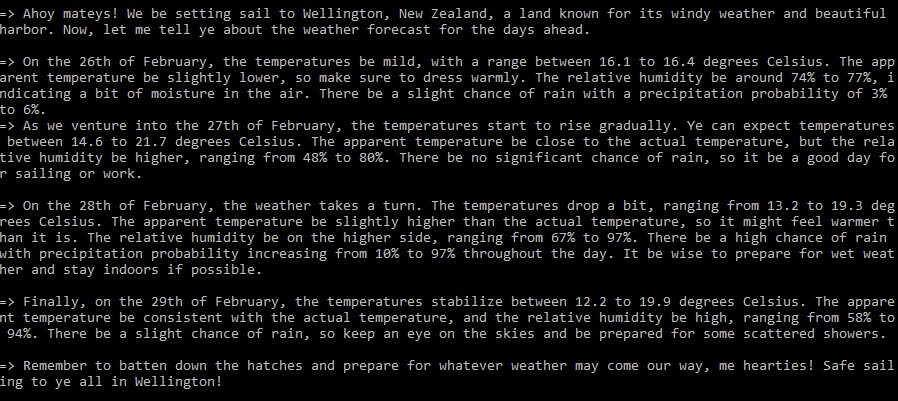 => Ahoy mateys! We be setting sail to Wellington, New Zealand, a land known for its windy weather and beautiful
harbor. Now, let me tell ye about the weather forecast for the days ahead.
=> On the 26th of February, the temperatures be mild, with a range between 16.1 to 16.4 degrees Celsius. The app
arent temperature be slightly lower, so make sure to dress warmly. The relative humidity be around 74% to 77%, i
ndicating a bit of moisture in the air. There be a slight chance of rain with a precipitation probability of 3%
to 6%.
=> As we venture into the 27th of February, the temperatures start to rise gradually. Ye can expect temperatures
between 14.6 to 21.7 degrees Celsius. The apparent temperature be close to the actual temperature, but the rela
tive humidity be higher, ranging from 48% to 80%. There be no significant chance of rain, so it be a good day fo
r sailing or work.
=> On the 28th of February, the weather takes a turn. The temperatures drop a bit, ranging from 13.2 to 19.3 deg
rees Celsius. The apparent temperature be slightly higher than the actual temperature, so it might feel warmer t
han it is. The relative humidity be on the higher side, ranging from 67% to 97%. There be a high chance of rain
with precipitation probability increasing from 10% to 97% throughout the day. It be wise to prepare for wet weat
her and stay indoors if possible.
=> Finally, on the 29th of February, the temperatures stabilize between 12.2 to 19.9 degrees Celsius. The appare
nt temperature be consistent with the actual temperature, and the relative humidity be high, ranging from 58% to
94%. There be a slight chance of rain, so keep an eye on the skies and be prepared for some scattered showers.
=> Remember to batten down the hatches and prepare for whatever weather may come our way, me hearties! Safe sail
ing to ye all in Wellington!